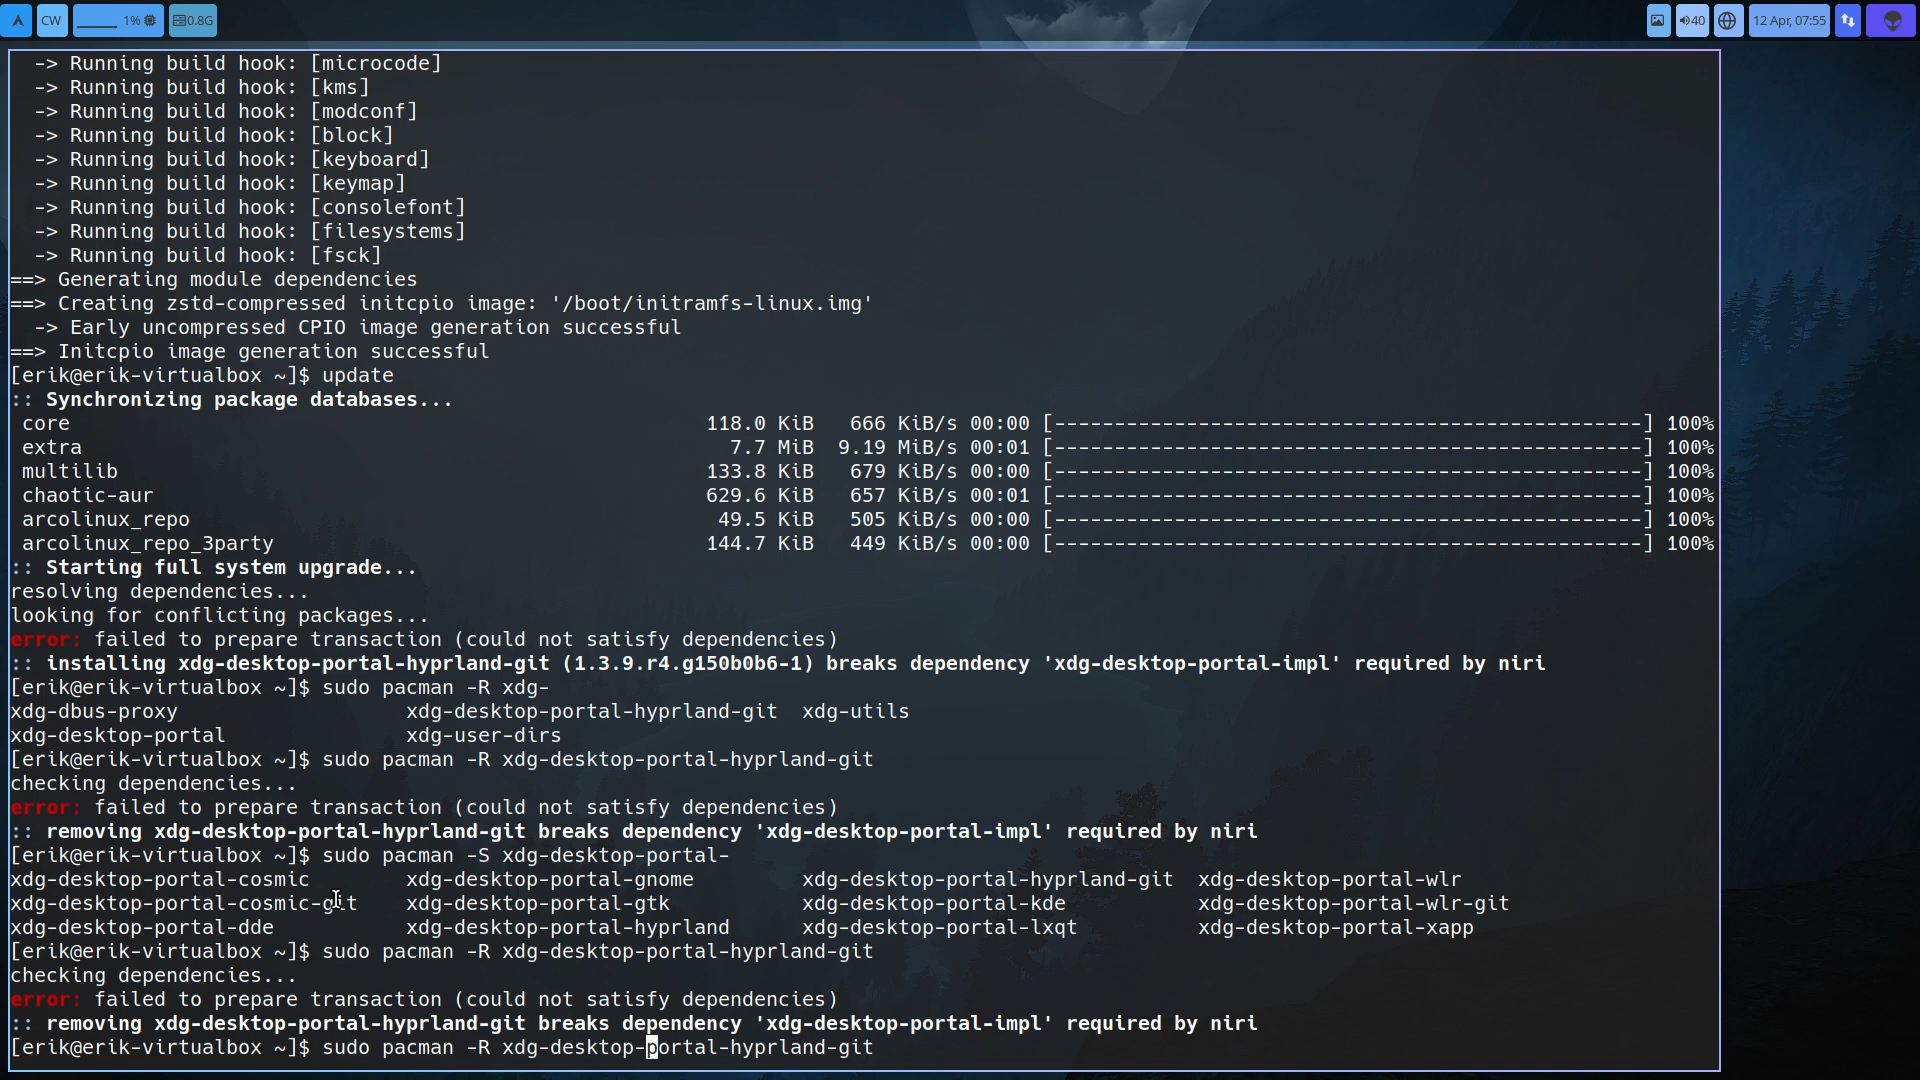 CW
1%
0.8G
40
12 Apr, 07:55
-> Running build hook: [microcode]
-> Running build hook: [kms]
-> Running build hook: [modconf]
-> Running build hook: [block]
-> Running build hook: [keyboard]
-> Running build hook: [keymap]
-> Running build hook: [consolefont]
-> Running build hook: [filesystems]
-> Running build hook: [fsck]
==> Generating module dependencies
==> Creating zstd-compressed initcpio image: '/boot/initramfs-linux.img'
-> Early uncompressed CPIO image generation successful
==> Initcpio image generation successful
[erik@erik-virtualbox ~]$ update
:: Synchronizing package databases...
core 118.0 KiB 666 KiB/s 00:00 [-------------------------------------------------] 100%
extra 7.7 MiB 9.19 MiB/s 00:01 [-------------------------------------------------] 100%
multilib 133.8 KiB 679 KiB/s 00:00 [-------------------------------------------------] 100%
chaotic-aur 629.6 KiB 657 KiB/s 00:01 [-------------------------------------------------] 100%
arcolinux_repo 49.5 KiB 505 KiB/s 00:00 [-------------------------------------------------] 100%
arcolinux_repo_3party 144.7 KiB 449 KiB/s 00:00 [-------------------------------------------------] 100%
:: Starting full system upgrade...
resolving dependencies...
looking for conflicting packages...
error: failed to prepare transaction (could not satisfy dependencies)
:: installing xdg-desktop-portal-hyprland-git (1.3.9.r4.g150b0b6-1) breaks dependency 'xdg-desktop-portal-impl' required by niri
[erik@erik-virtualbox ~]$ sudo pacman -R xdg-
xdg-dbus-proxy xdg-desktop-portal-hyprland-git xdg-utils
xdg-desktop-portal xdg-user-dirs
[erik@erik-virtualbox ~]$ sudo pacman -R xdg-desktop-portal-hyprland-git
checking dependencies...
error: failed to prepare transaction (could not satisfy dependencies)
:: removing xdg-desktop-portal-hyprland-git breaks dependency 'xdg-desktop-portal-impl' required by niri
[erik@erik-virtualbox ~]$ sudo pacman -S xdg-desktop-portal-
xdg-desktop-portal-cosmic xdg-desktop-portal-gnome xdg-desktop-portal-hyprland-git xdg-desktop-portal-wlr
xdg-desktop-portal-cosmic-git xdg-desktop-portal-gtk xdg-desktop-portal-kde xdg-desktop-portal-wlr-git
xdg-desktop-portal-dde xdg-desktop-portal-hyprland xdg-desktop-portal-lxqt xdg-desktop-portal-xapp
[erik@erik-virtualbox ~]$ sudo pacman -R xdg-desktop-portal-hyprland-git
checking dependencies...
error: failed to prepare transaction (could not satisfy dependencies)
:: removing xdg-desktop-portal-hyprland-git breaks dependency 'xdg-desktop-portal-impl' required by niri
[erik@erik-virtualbox ~]$ sudo pacman -R xdg-desktop-portal-hyprland-git